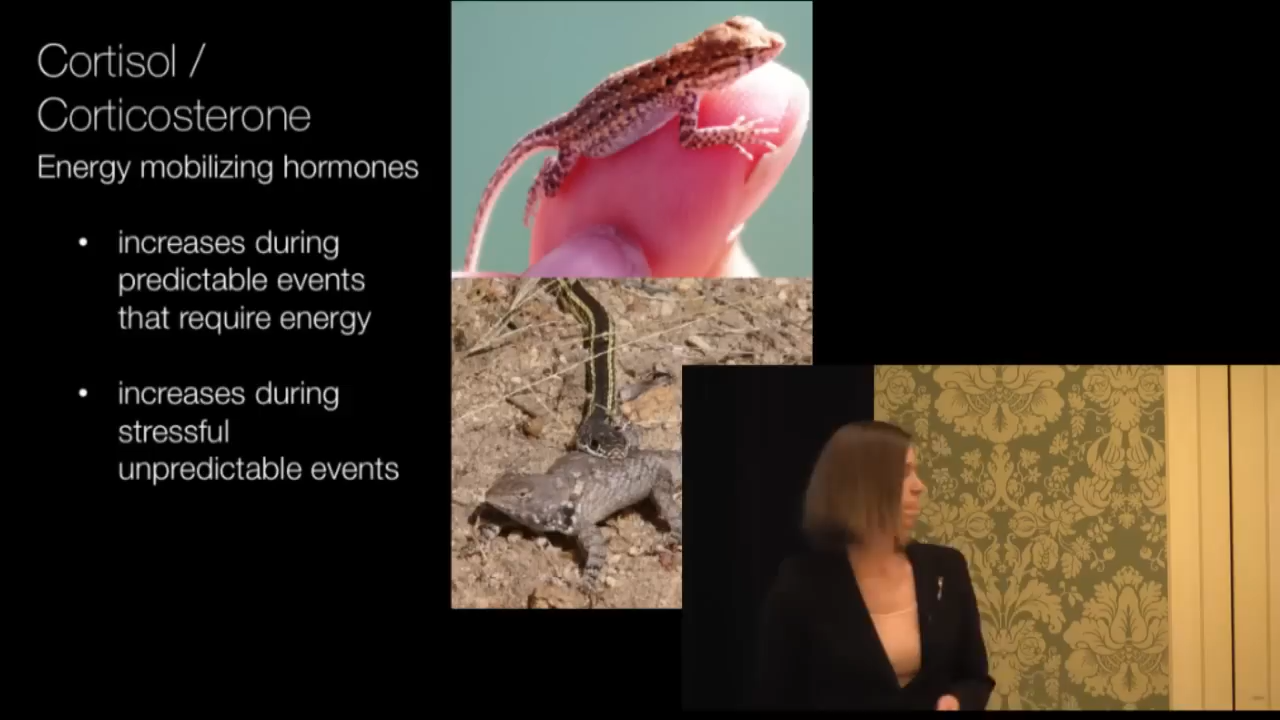 Cortisol /
Corticosterone
Energy mobilizing hormones
• increases during
predictable events
that require energy
• increases during
stressful
unpredictable events